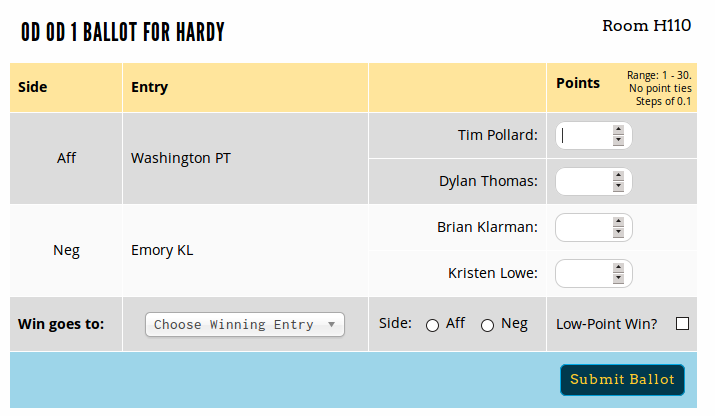 OD OD 1 BALLOT FOR HARDY
Room H110
Side Entry Points Range: 1 - 30.
No point ties
Steps of 0.1
Aff Washington PT
Tim Pollard:
Dylan Thomas:
Neg Emory KL
Brian Klarman:
Kristen Lowe:
Win goes to: Choose Winning Entry Side: Aff Neg Low-Point Win?
Submit Ballot